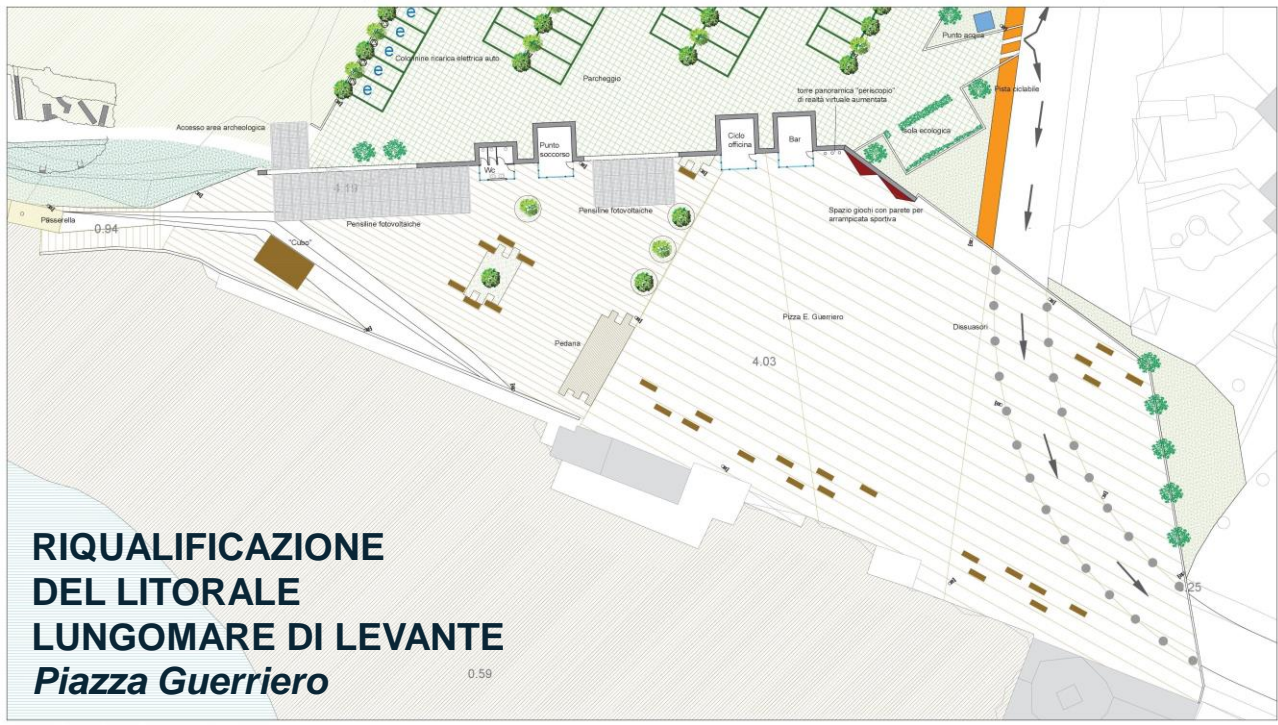 e
e
e
e
e
Colonnine ricarica elettrica auto
Punto acqua
Parcheggio
torre panoramica "periscopio"
di realtà virtuale aumentata
Pista ciclabile
Accesso area archeologica
Isola ecologica
Punto
soccorso
Ciclo
officina
Bar
Wc
4.19
Pensiline fotovoltaiche
Pensiline fotovoltaiche
Spazio giochi con parete per
arrampicata sportiva
Passerella
0.94
"Cubo"
Pizza E. Guerriero
Dissuasori
Pedana
4.03
RIQUALIFICAZIONE
DEL LITORALE
LUNGOMARE DI LEVANTE
Piazza Guerriero
0.59